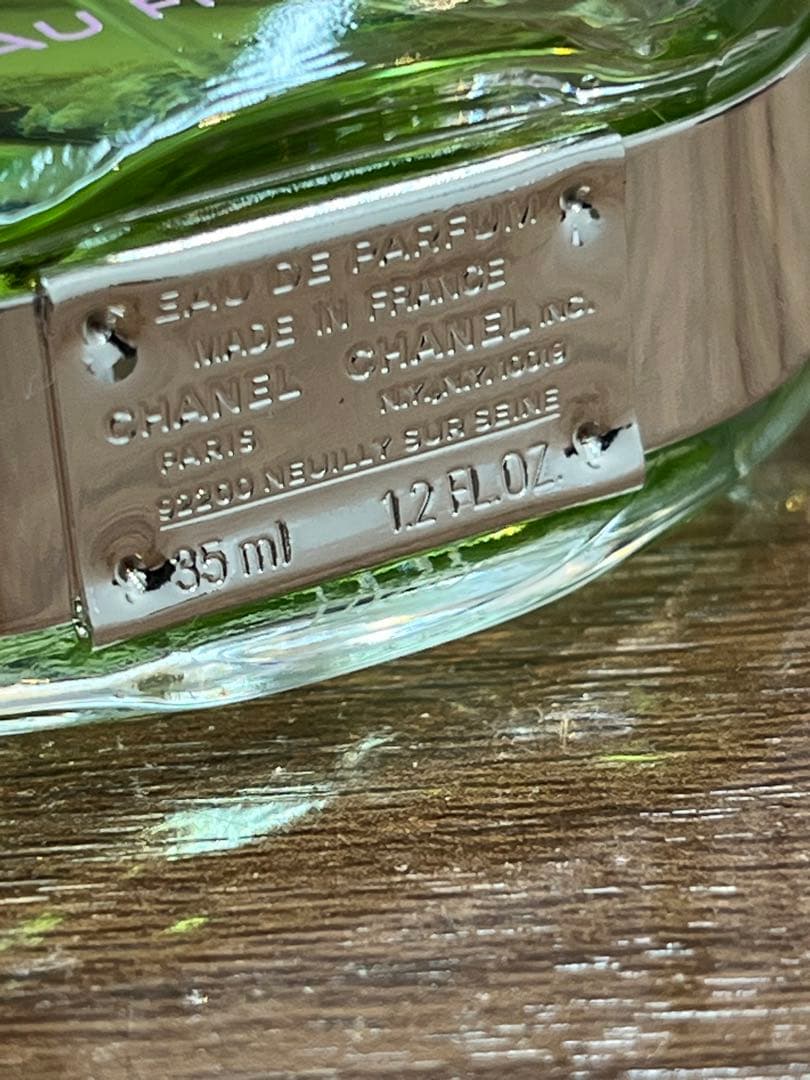 EAU DE PARFUM
MADE IN FRANCE
CHANEL CHANEL INC.
PARIS N.Y., N.Y. 10019
92200 NEUILLY SUR SEINE
35 ml 1.2 FL.OZ.